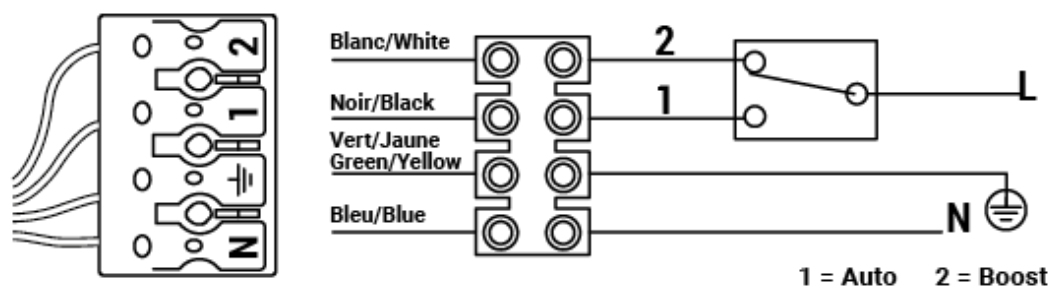 2
1
N
Blanc/White
2
Noir/Black
1
L
Vert/Jaune
Green/Yellow
Bleu/Blue
N
1 = Auto 2 = Boost